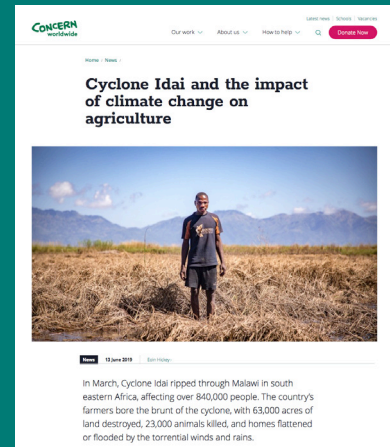 CONCERN
worldwide
Latest news
Schools
Vacancies
Our work
About us
How to help
Donate Now
Home
News
Cyclone Idai and the impact
of climate change on
agriculture
News
13 June 2019
In March, Cyclone Idai ripped through Malawi in south
eastern Africa, affecting over 840,000 people. The country's
farmers bore the brunt of the cyclone, with 63,000 acres of
land destroyed, 23,000 animals killed, and homes flattened
or flooded by the torrential winds and rains.